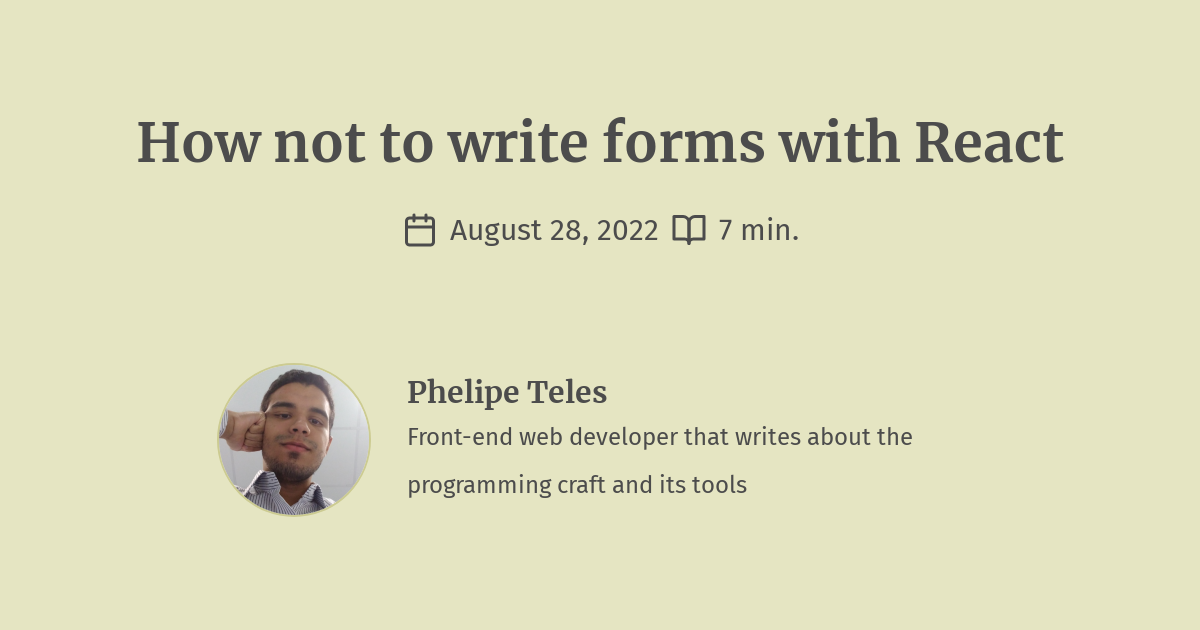 How not to write forms with React
August 28, 2022 7 min.
Phelipe Teles
Front-end web developer that writes about the
programming craft and its tools